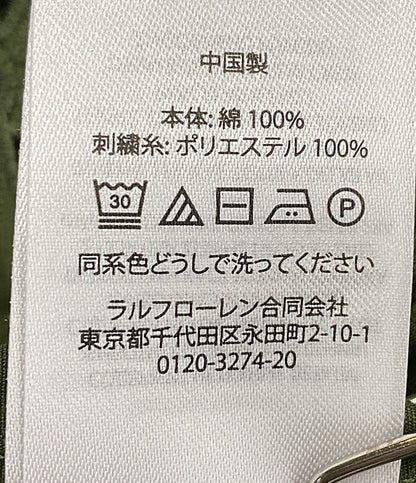 中国製
本体: 綿 100%
刺繍糸: ポリエステル 100%
30 P
同系色どうしで洗ってください
ラルフローレン合同会社
東京都千代田区永田町2-10-1
0120-3274-20